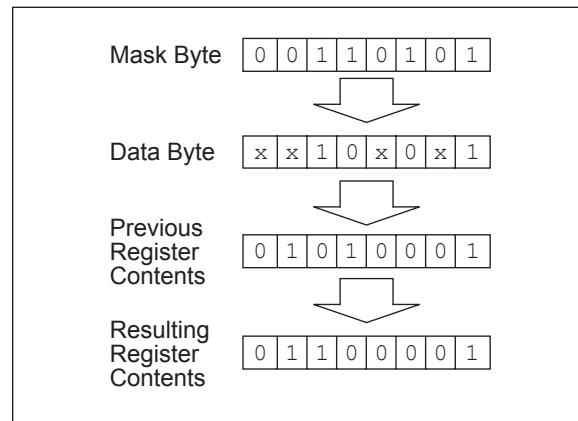 Mask Byte 0 0 1 1 0 1 0 1
Data Byte x x 1 0 x 0 x 1
Previous
Register
Contents
0 1 0 1 0 0 0 1
Resulting
Register
Contents
0 1 1 0 0 0 0 1